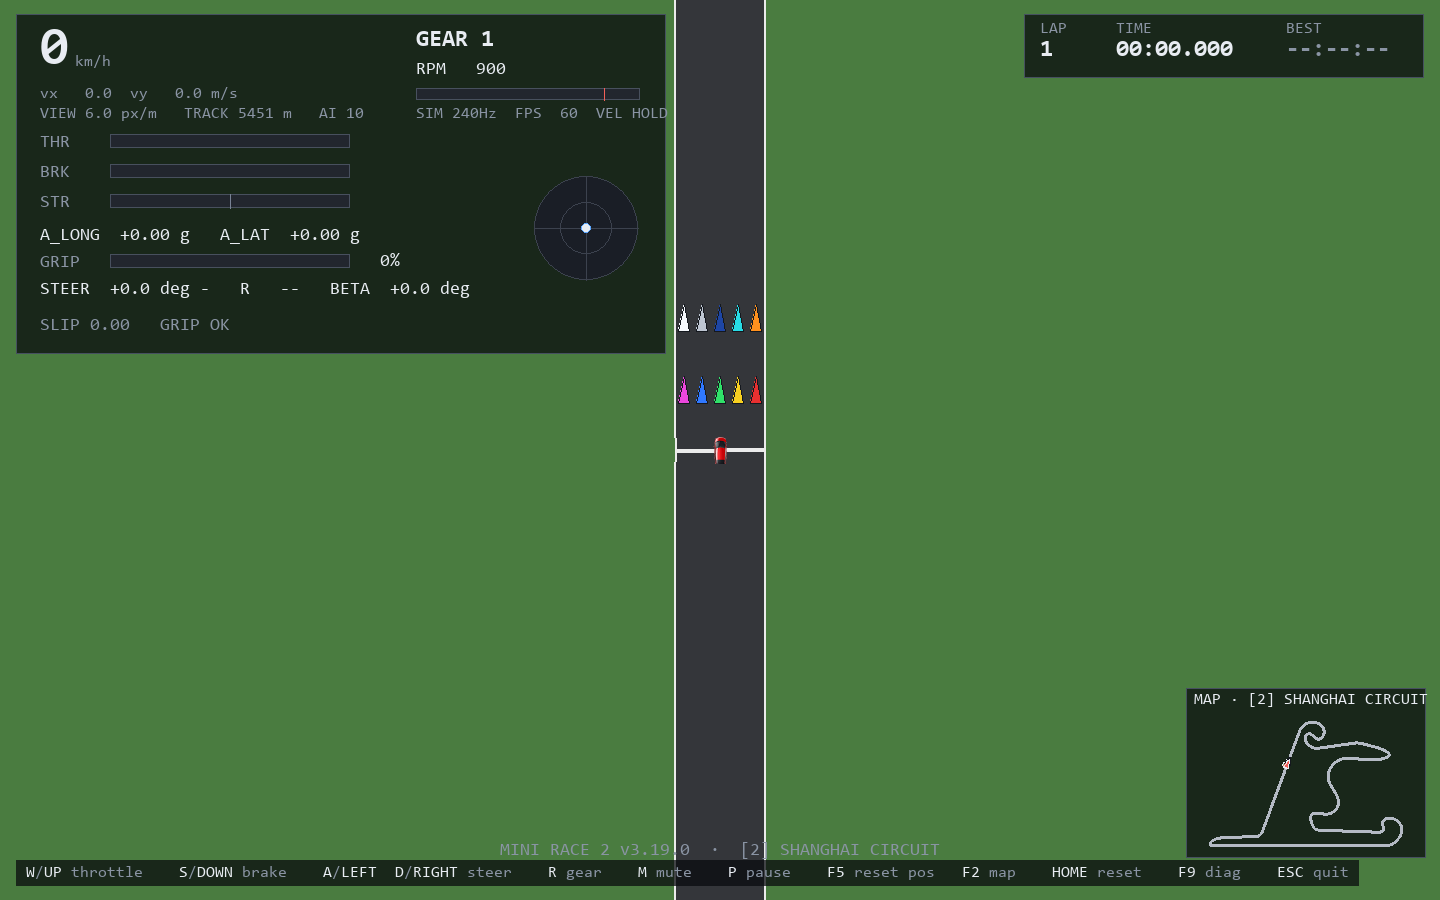 0 km/h
GEAR 1
RPM 900
vx 0.0 vy 0.0 m/s
VIEW 6.0 px/m TRACK 5451 m AI 10
SIM 240Hz FPS 60 VEL HOLD
THR
BRK
STR
A_LONG +0.00 g A_LAT +0.00 g
GRIP 0%
STEER +0.0 deg - R -- BETA +0.0 deg
SLIP 0.00 GRIP OK
LAP TIME BEST
1 00:00.000 --:--:--
MAP · [2] SHANGHAI CIRCUIT
MINI RACE 2 v3.19.0 · [2] SHANGHAI CIRCUIT
W/UP throttle S/DOWN brake A/LEFT D/RIGHT steer R gear M mute P pause F5 reset pos F2 map HOME reset F9 diag ESC quit